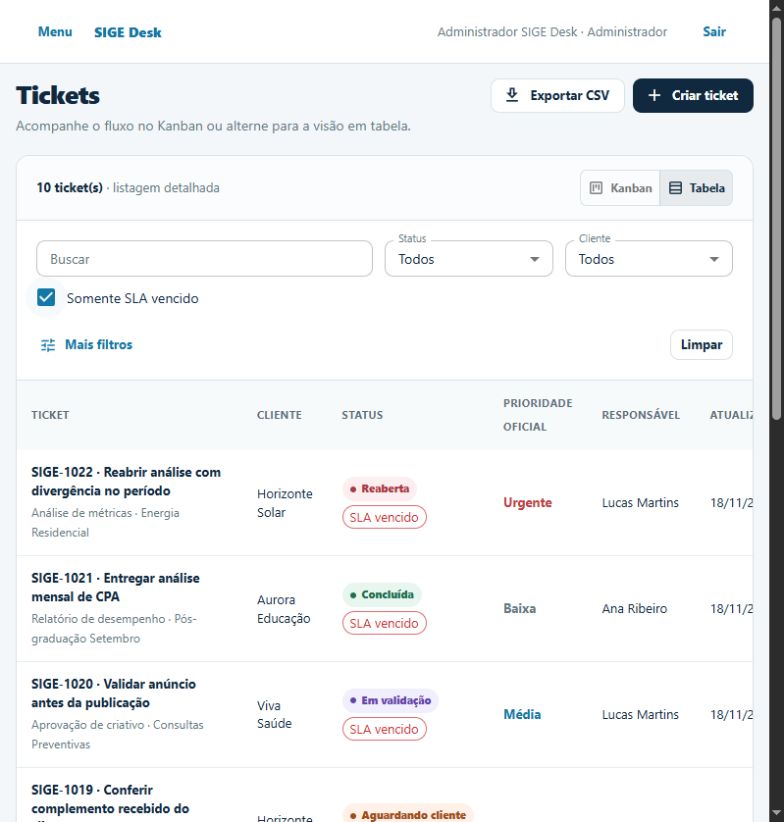 Menu SIGE Desk Administrador SIGE Desk · Administrador Sair
Tickets
Exportar CSV Criar ticket
Acompanhe o fluxo no Kanban ou alterne para a visão em tabela.
10 ticket(s) · listagem detalhada
Kanban Tabela
Buscar
Status
Todos
Cliente
Todos
Somente SLA vencido
Mais filtros
Limpar
TICKET CLIENTE STATUS PRIORIDADE OFICIAL RESPONSÁVEL ATUALIZ
SIGE-1022 · Reabrir análise com
divergência no período
Análise de métricas · Energia
Residencial
Horizonte
Solar
Reaberta
SLA vencido
Urgente
Lucas Martins
18/11/2
SIGE-1021 · Entregar análise
mensal de CPA
Relatório de desempenho · Pós-
graduação Setembro
Aurora
Educação
Concluída
SLA vencido
Baixa
Ana Ribeiro
18/11/2
SIGE-1020 · Validar anúncio
antes da publicação
Aprovação de criativo · Consultas
Preventivas
Viva
Saúde
Em validação
SLA vencido
Média
Lucas Martins
18/11/2
SIGE-1019 · Conferir
complemento recebido do
Horizonte
Aguardando cliente